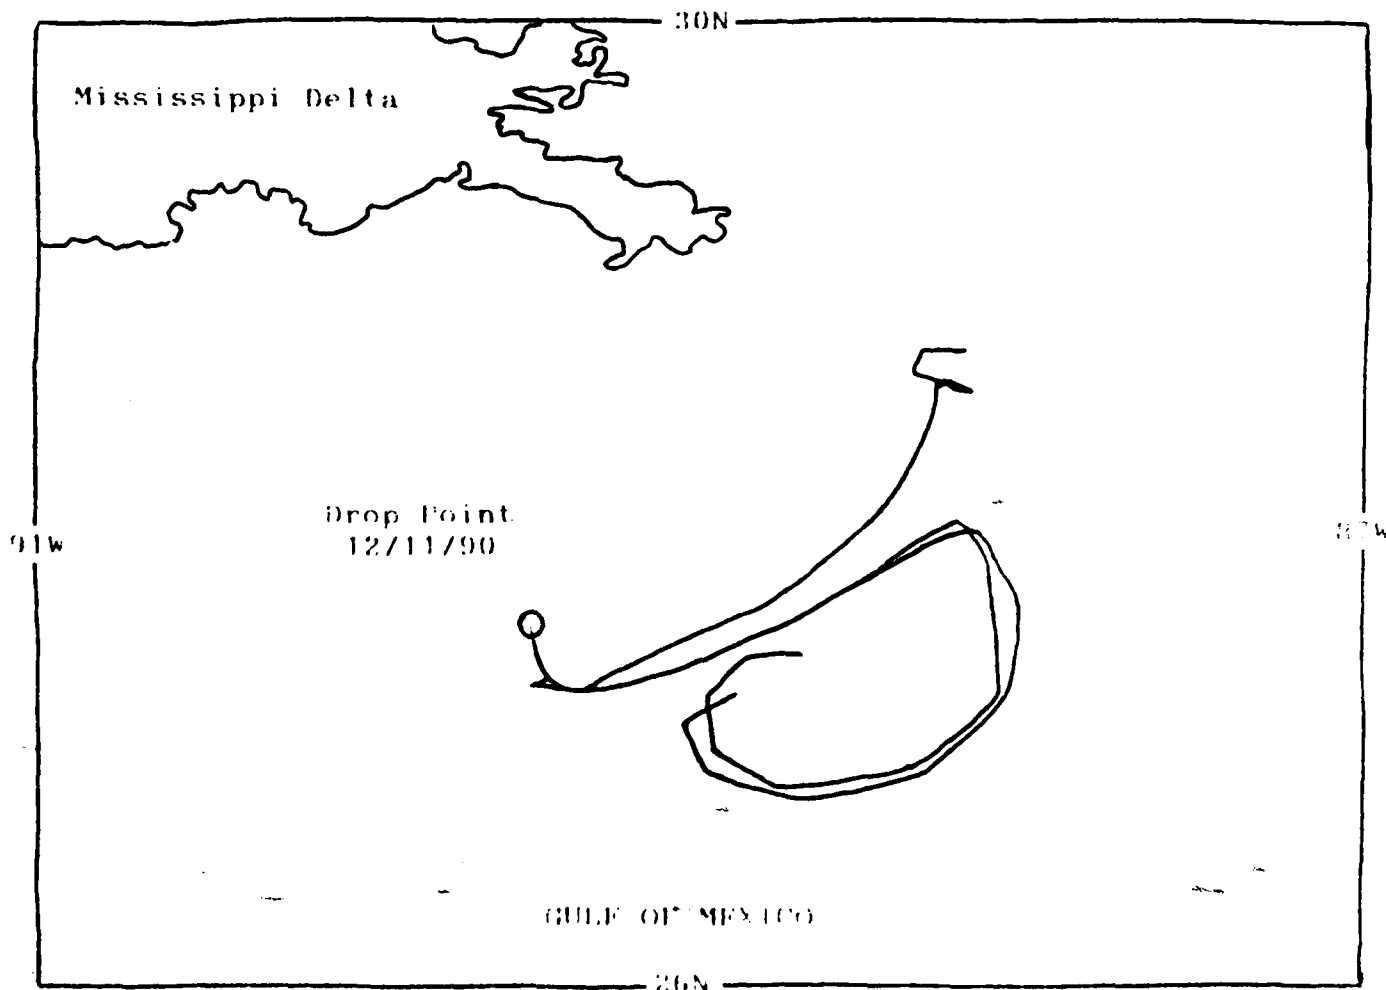 30N
Mississippi Delta
Drop Point
12/11/90
91W
GULF OF MEXICO
26N